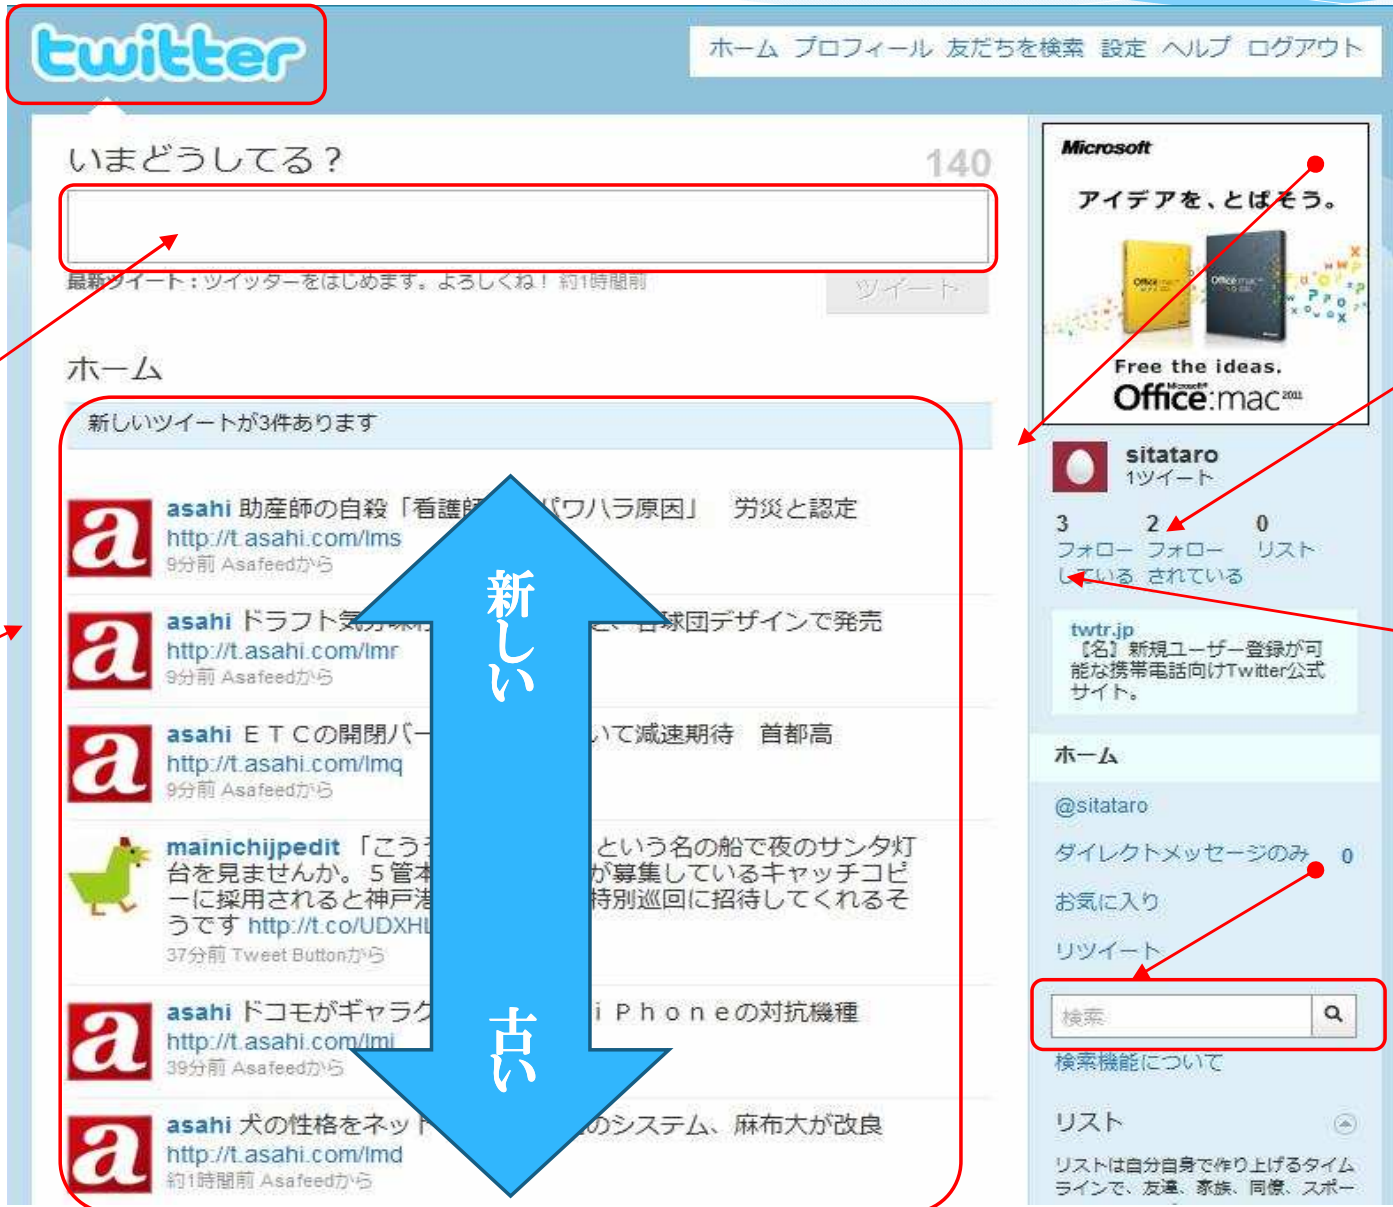 twitter
ホーム プロフィール 友だちを検索 設定 ヘルプ ログアウト
いまどうしてる？
140
最新ツイート：ツイッターをはじめます。よろしくね！ 約1時間前
ツイート
ホーム
新しいツイートが3件あります
asahi 助産師の自殺「看護 パワハラ原因」 労災と認定
http://t.asahi.com/lms
9分前 Asafeedから
asahi ドラフト気分 各球団デザインで発売
http://t.asahi.com/lmr
9分前 Asafeedから
asahi ＥＴＣの開閉バー いて減速期待 首都高
http://t.asahi.com/lmq
9分前 Asafeedから
mainichijpedit 「こう という名の船で夜のサンタ灯
台を見ませんか。５管本 が募集しているキャッチコピ
ーに採用されると神戸港 特別巡回に招待してくれるそ
うです http://t.co/UDXH
37分前 Tweet Buttonから
asahi ドコモがギャラク ｉＰｈｏｎｅの対抗機種
http://t.asahi.com/lmi
39分前 Asafeedから
asahi 犬の性格をネット のシステム、麻布大が改良
http://t.asahi.com/lmd
約1時間前 Asafeedから
新しい
古い
Microsoft
アイデアを、とばそう。
Free the ideas.
Microsoft
Office:mac 2011
sitataro
1ツイート
3 2 0
フォロー フォロー リスト
している されている
twtr.jp
【名】新規ユーザー登録が可
能な携帯電話向けTwitter公式
サイト。
ホーム
@sitataro
ダイレクトメッセージのみ 0
お気に入り
リツイート
検索
検索機能について
リスト
リストは自分自身で作り上げるタイム
ラインで、友達、家族、同僚、スポー